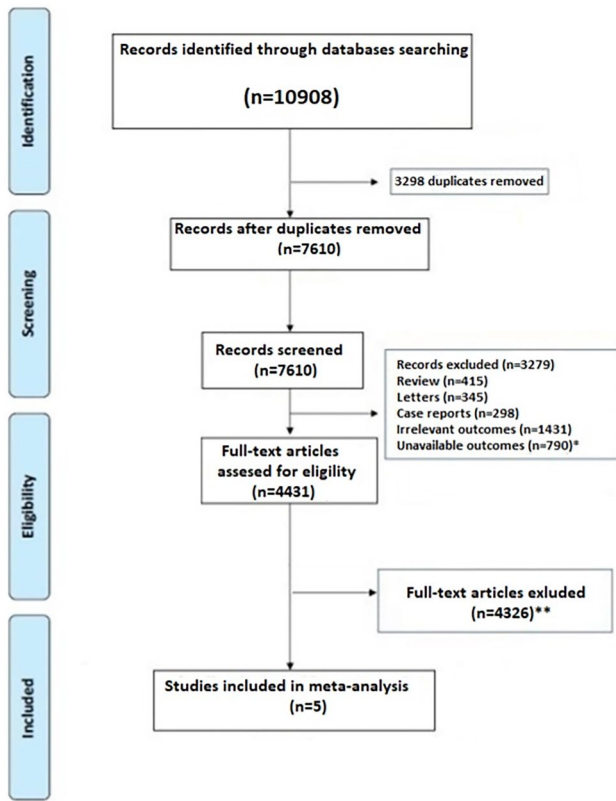 Identification
Records identified through databases searching
(n=10908)
3298 duplicates removed
Screening
Records after duplicates removed
(n=7610)
Records screened
(n=7610)
Records excluded (n=3279)
Review (n=415)
Letters (n=345)
Case reports (n=298)
Irrelevant outcomes (n=1431)
Unavailable outcomes (n=790)*
Eligibility
Full-text articles
assesed for eligility
(n=4431)
Full-text articles exluded
(n=4326)**
Included
Studies included in meta-analysis
(n=5)